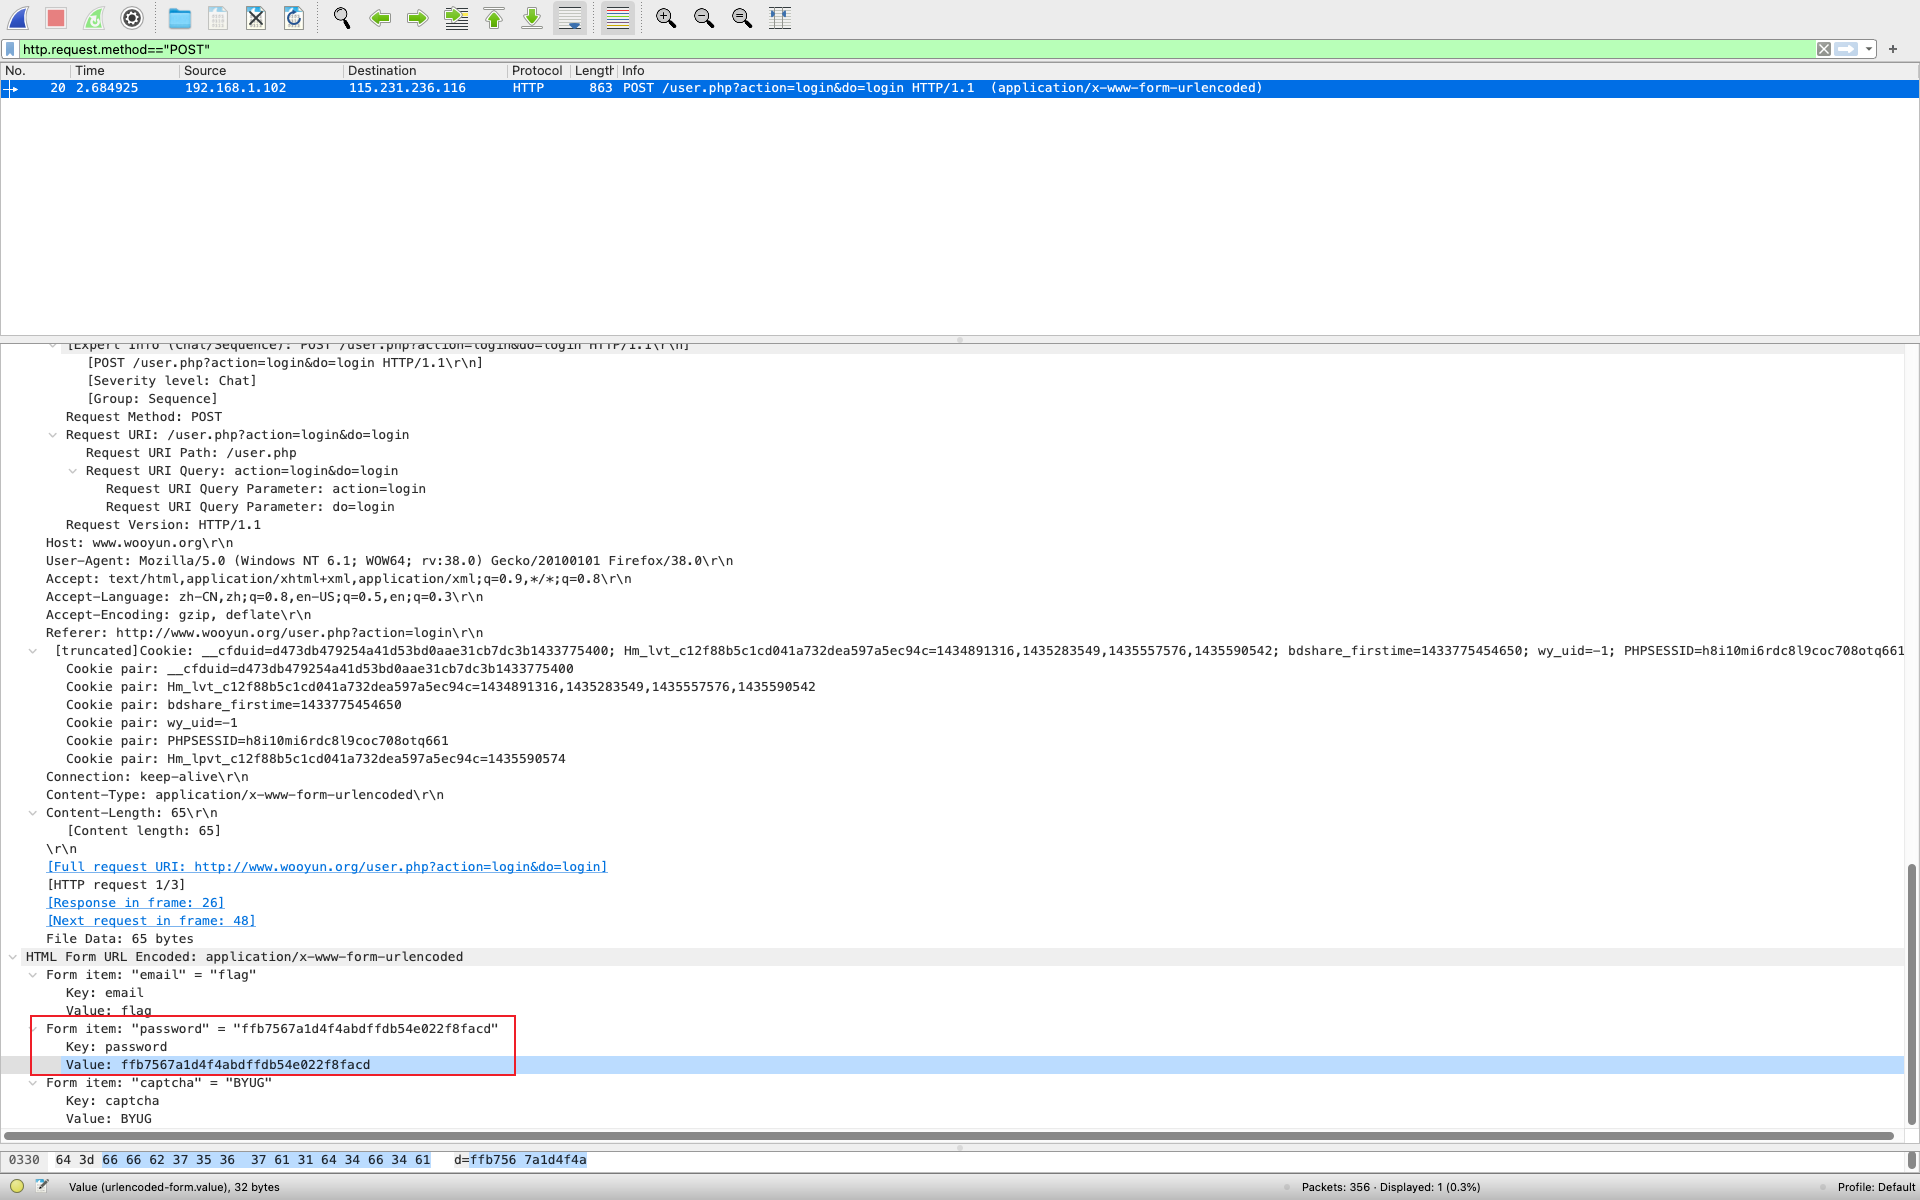 http.request.method=="POST"
No. Time Source Destination Protocol Length Info
20 2.684925 192.168.1.102 115.231.236.116 HTTP 863 POST /user.php?action=login&do=login HTTP/1.1 (application/x-www-form-urlencoded)
[Expert Info (Chat/Sequence): POST /user.php?action=login&do=login HTTP/1.1\r\n]
[POST /user.php?action=login&do=login HTTP/1.1\r\n]
[Severity level: Chat]
[Group: Sequence]
Request Method: POST
Request URI: /user.php?action=login&do=login
Request URI Path: /user.php
Request URI Query: action=login&do=login
Request URI Query Parameter: action=login
Request URI Query Parameter: do=login
Request Version: HTTP/1.1
Host: www.wooyun.org\r\n
User-Agent: Mozilla/5.0 (Windows NT 6.1; WOW64; rv:38.0) Gecko/20100101 Firefox/38.0\r\n
Accept: text/html,application/xhtml+xml,application/xml;q=0.9,*/*;q=0.8\r\n
Accept-Language: zh-CN,zh;q=0.8,en-US;q=0.5,en;q=0.3\r\n
Accept-Encoding: gzip, deflate\r\n
Referer: http://www.wooyun.org/user.php?action=login\r\n
[truncated]Cookie: __cfduid=d473db479254a41d53bd0aae31cb7dc3b1433775400; Hm_lvt_c12f88b5c1cd041a732dea597a5ec94c=1434891316,1435283549,1435557576,1435590542; bdshare_firstime=1433775454650; wy_uid=-1; PHPSESSID=h8i10mi6rdc8l9coc708otq661
Cookie pair: __cfduid=d473db479254a41d53bd0aae31cb7dc3b1433775400
Cookie pair: Hm_lvt_c12f88b5c1cd041a732dea597a5ec94c=1434891316,1435283549,1435557576,1435590542
Cookie pair: bdshare_firstime=1433775454650
Cookie pair: wy_uid=-1
Cookie pair: PHPSESSID=h8i10mi6rdc8l9coc708otq661
Cookie pair: Hm_lpvt_c12f88b5c1cd041a732dea597a5ec94c=1435590574
Connection: keep-alive\r\n
Content-Type: application/x-www-form-urlencoded\r\n
Content-Length: 65\r\n
[Content length: 65]
\r\n
[Full request URI: http://www.wooyun.org/user.php?action=login&do=login]
[HTTP request 1/3]
[Response in frame: 26]
[Next request in frame: 48]
File Data: 65 bytes
HTML Form URL Encoded: application/x-www-form-urlencoded
Form item: "email" = "flag"
Key: email
Value: flag
Form item: "password" = "ffb7567a1d4f4abdffdb54e022f8facd"
Key: password
Value: ffb7567a1d4f4abdffdb54e022f8facd
Form item: "captcha" = "BYUG"
Key: captcha
Value: BYUG
0330 64 3d 66 66 62 37 35 36 37 61 31 64 34 66 34 61 d=ffb756 7a1d4f4a
Value (urlencoded-form.value), 32 bytes Packets: 356 · Displayed: 1 (0.3%) Profile: Default